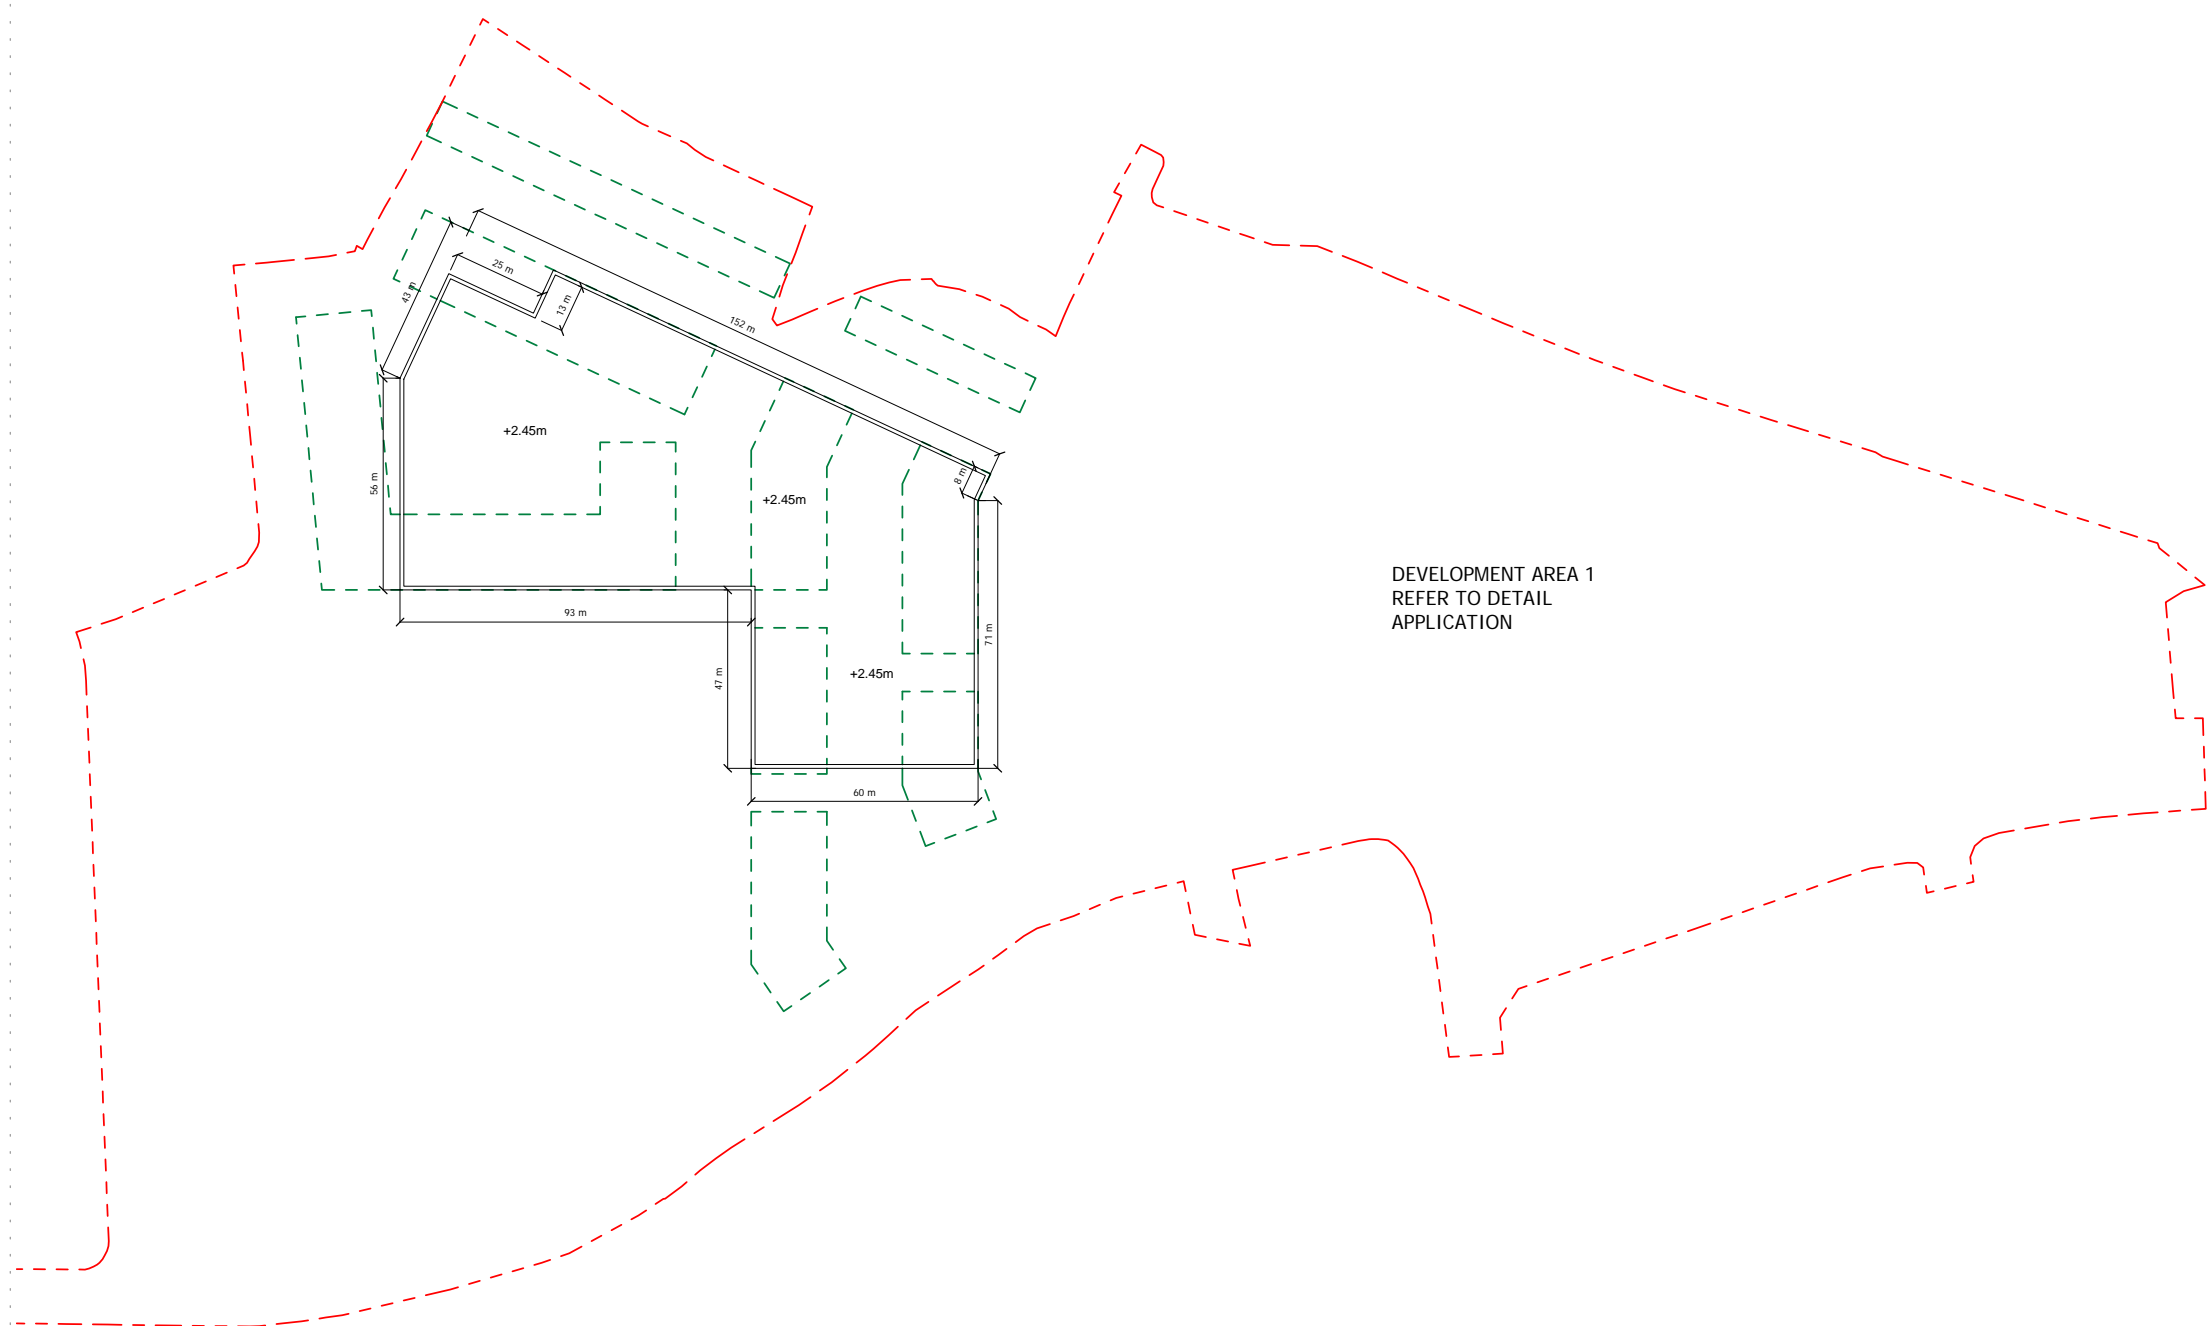 25 m
43 m
13 m
152 m
+2.45m
8 m
56 m
+2.45m
DEVELOPMENT AREA 1
REFER TO DETAIL
APPLICATION
93 m
71 m
47 m
+2.45m
60 m